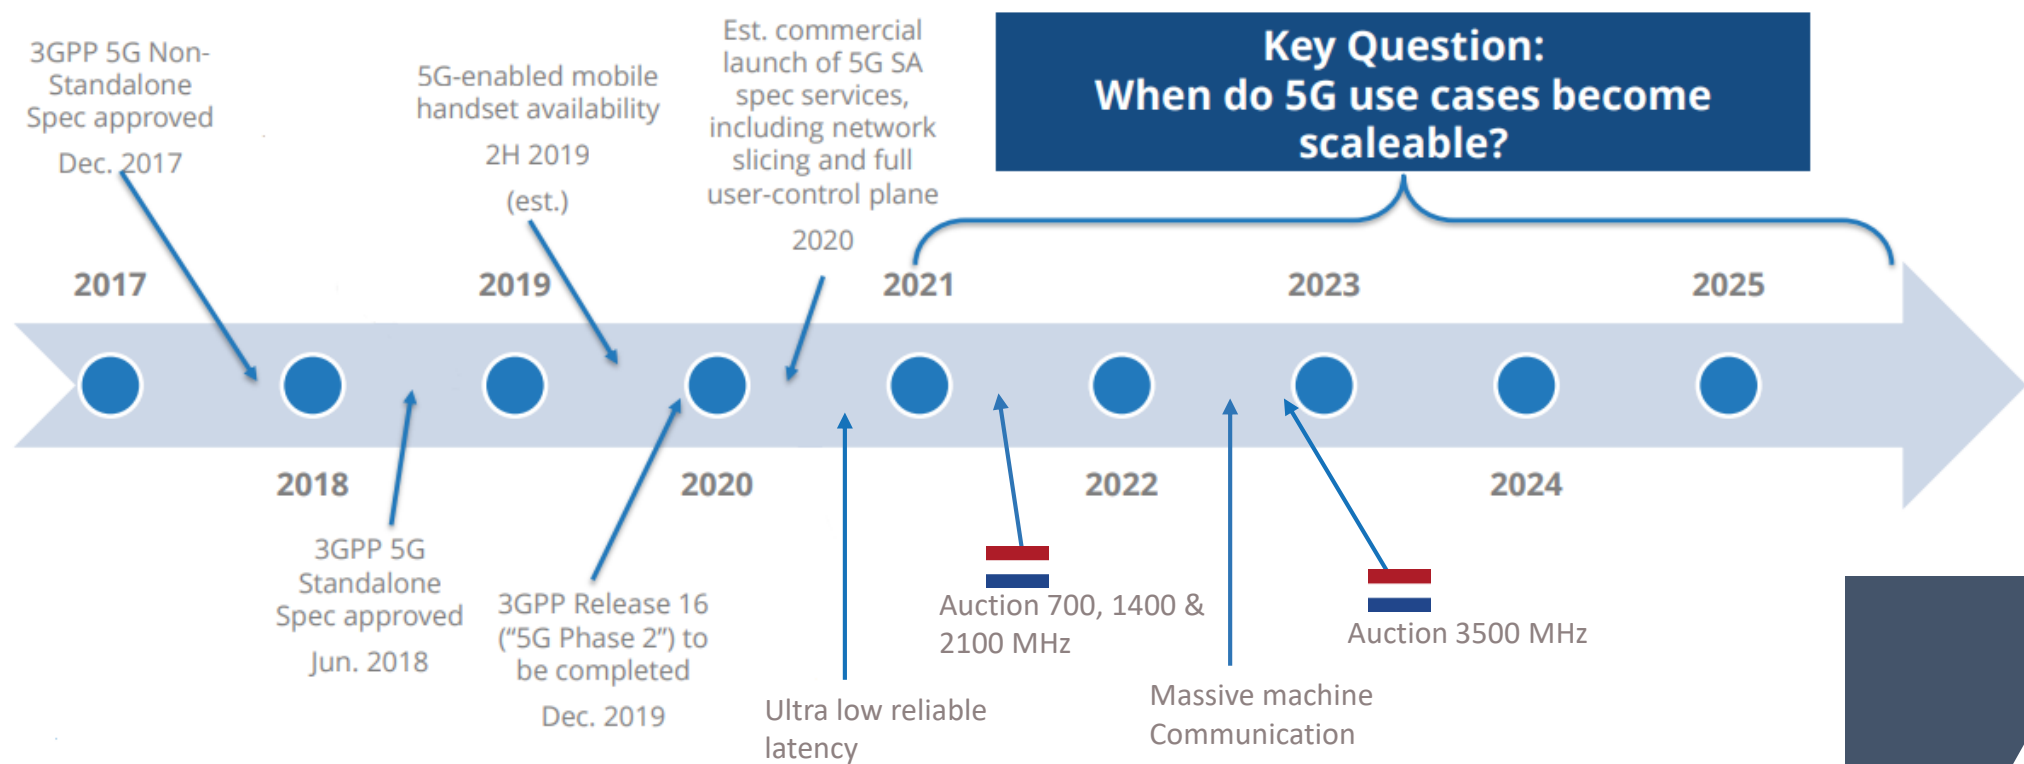 3GPP 5G Non-
Standalone
Spec approved
Dec. 2017
5G-enabled mobile
handset availability
2H 2019
(est.)
Est. commercial
launch of 5G SA
spec services,
including network
slicing and full
user-control plane
2020
Key Question:
When do 5G use cases become
scaleable?
2017
2019
2021
2023
2025
2018
2020
2022
2024
3GPP 5G
Standalone
Spec approved
Jun. 2018
3GPP Release 16
(“5G Phase 2”) to
be completed
Dec. 2019
Ultra low reliable
latency
Auction 700, 1400 &
2100 MHz
Massive machine
Communication
Auction 3500 MHz